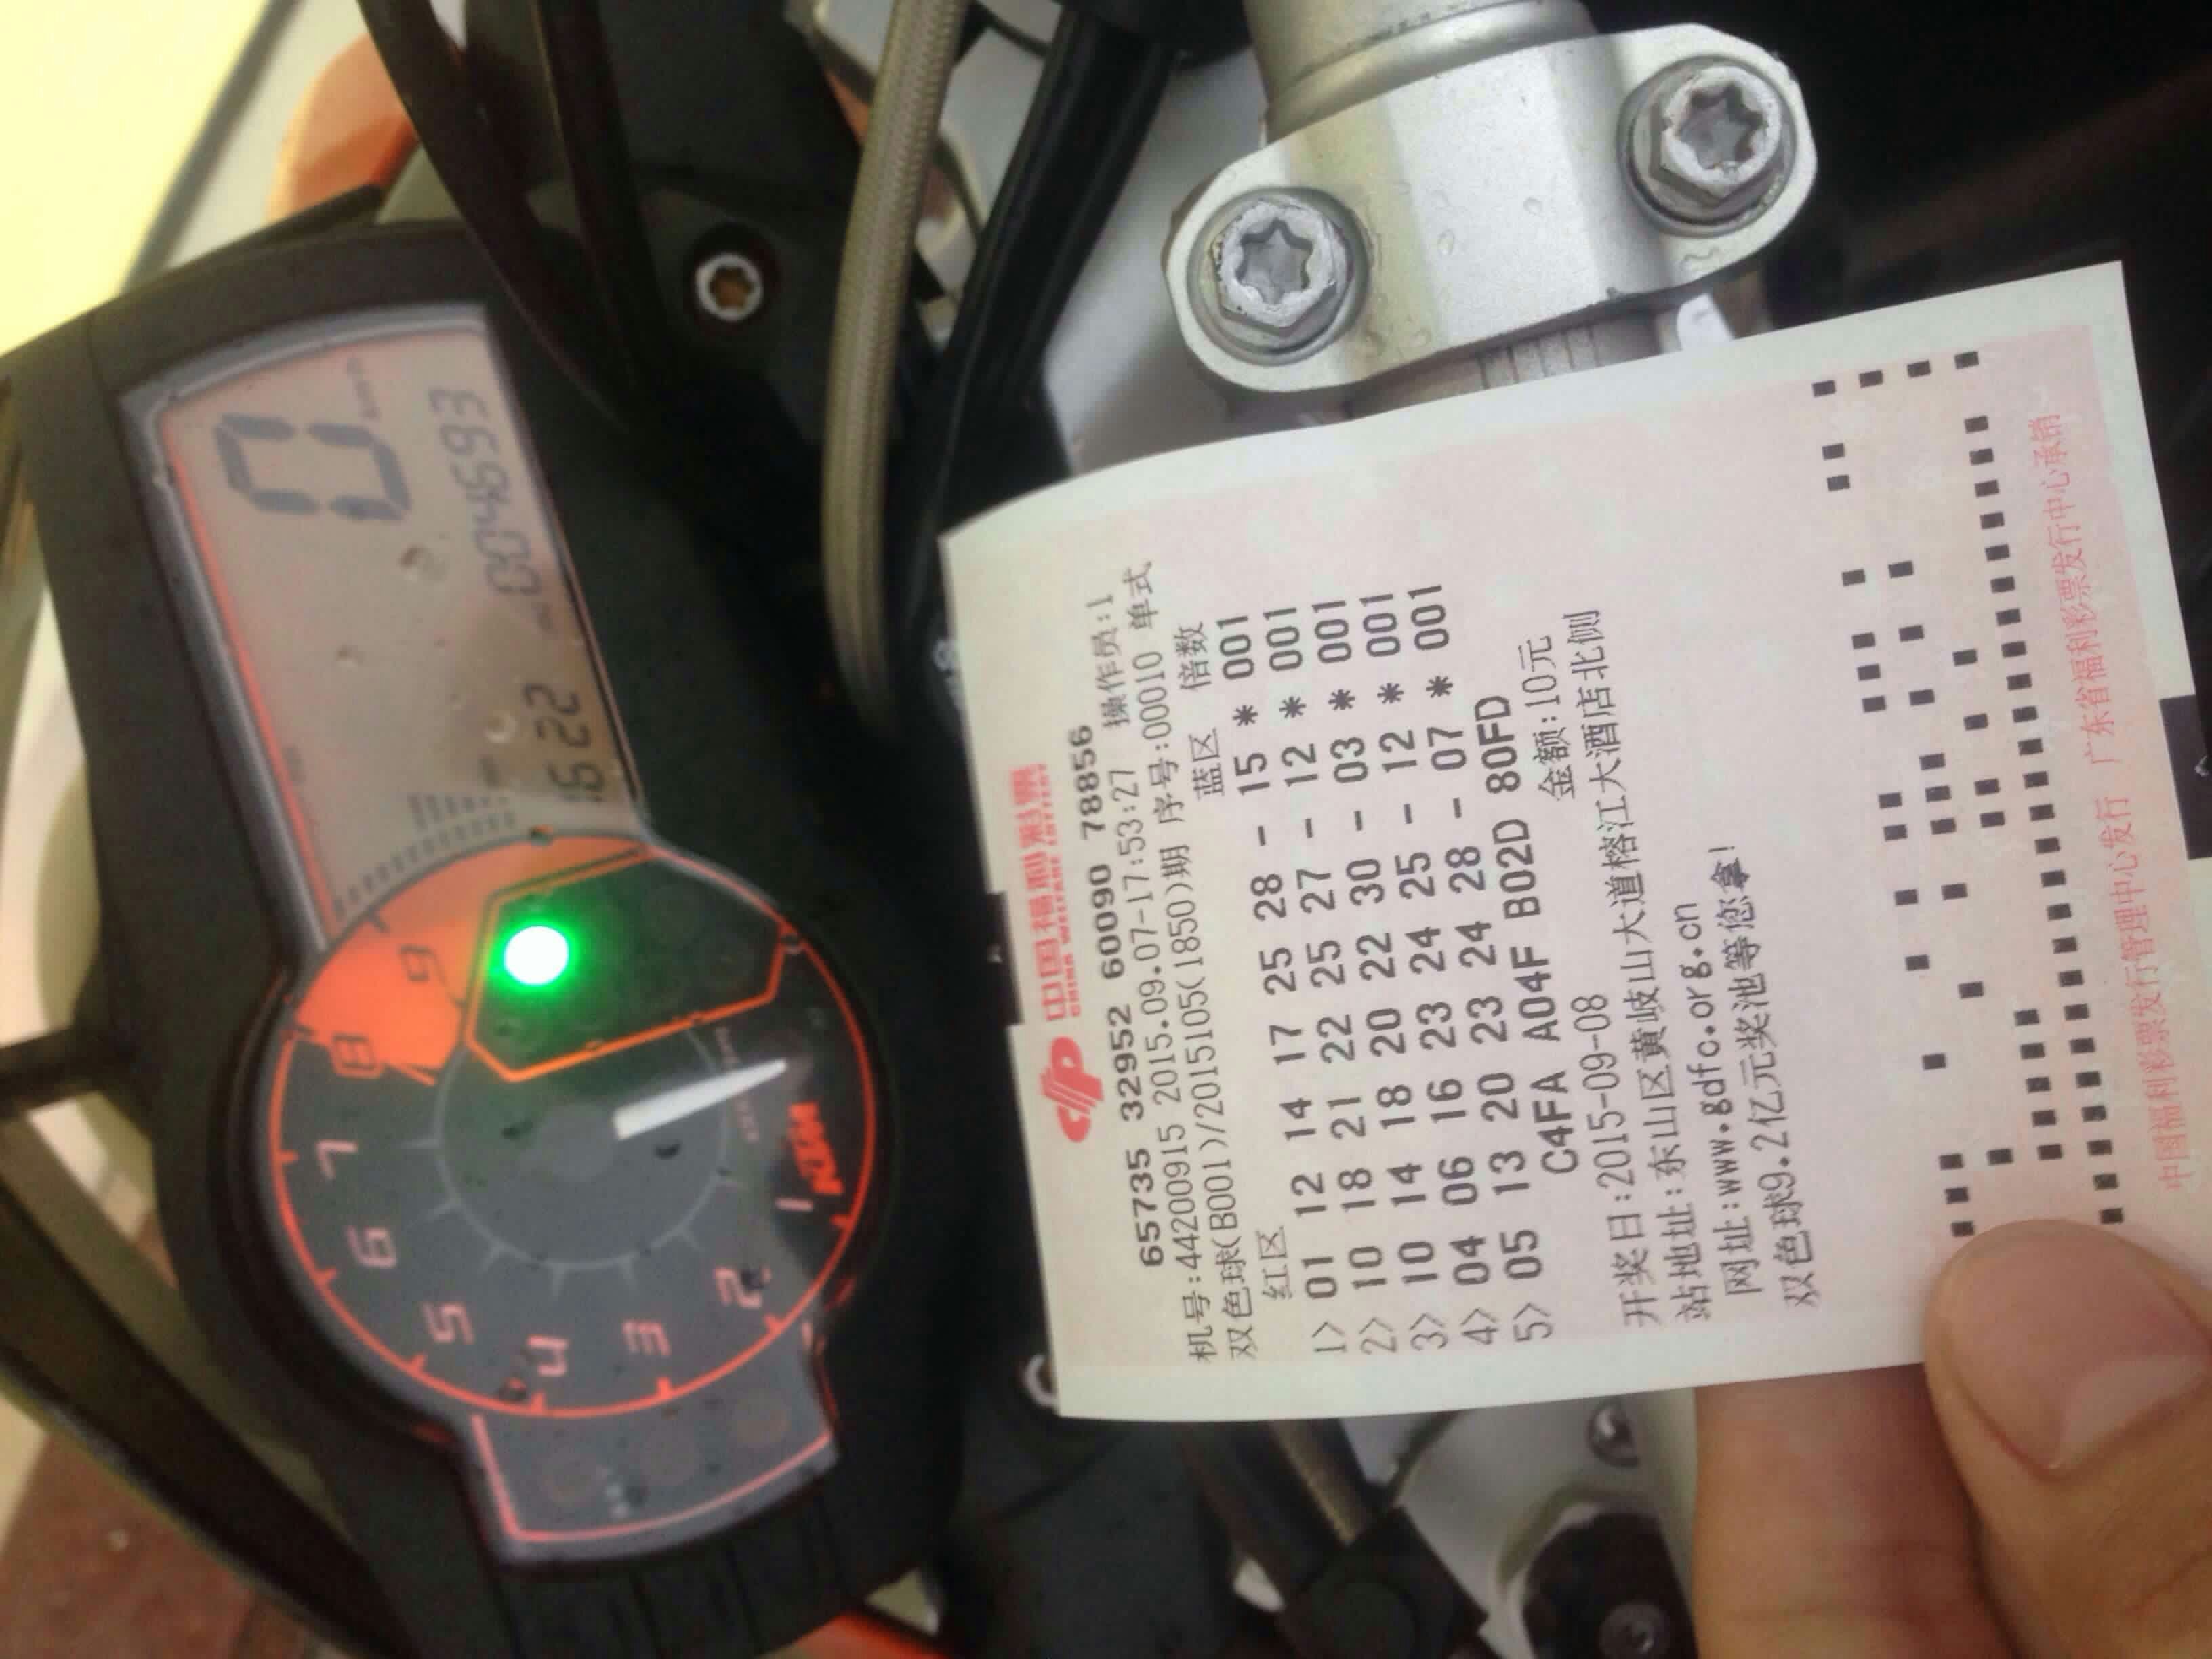 0
004693
1622
9
8
7
6
5
4
3
2
1
KTM
中国福利彩票
CHINA WELFARE LOTTERY
65735 32952 60090 78856
机号:44200915 2015.09.07-17:53:27 操作员:1
双色球(B001)/2015105(1850)期 序号:00010 单式
红区 蓝区 倍数
1> 01 12 14 17 25 28 - 15 * 001
2> 10 18 21 22 25 27 - 12 * 001
3> 10 14 18 20 22 30 - 03 * 001
4> 04 06 16 23 24 25 - 12 * 001
5> 05 13 20 23 24 28 - 07 * 001
C4FA A04F B02D 80FD
开奖日:2015-09-08 金额:10元
站地址:东山区黄岐山大道榕江大酒店北侧
网址:www.gdfc.org.cn
双色球9.2亿元奖池等您拿!
中国福利彩票发行管理中心发行 广东省福利彩票发行中心承销